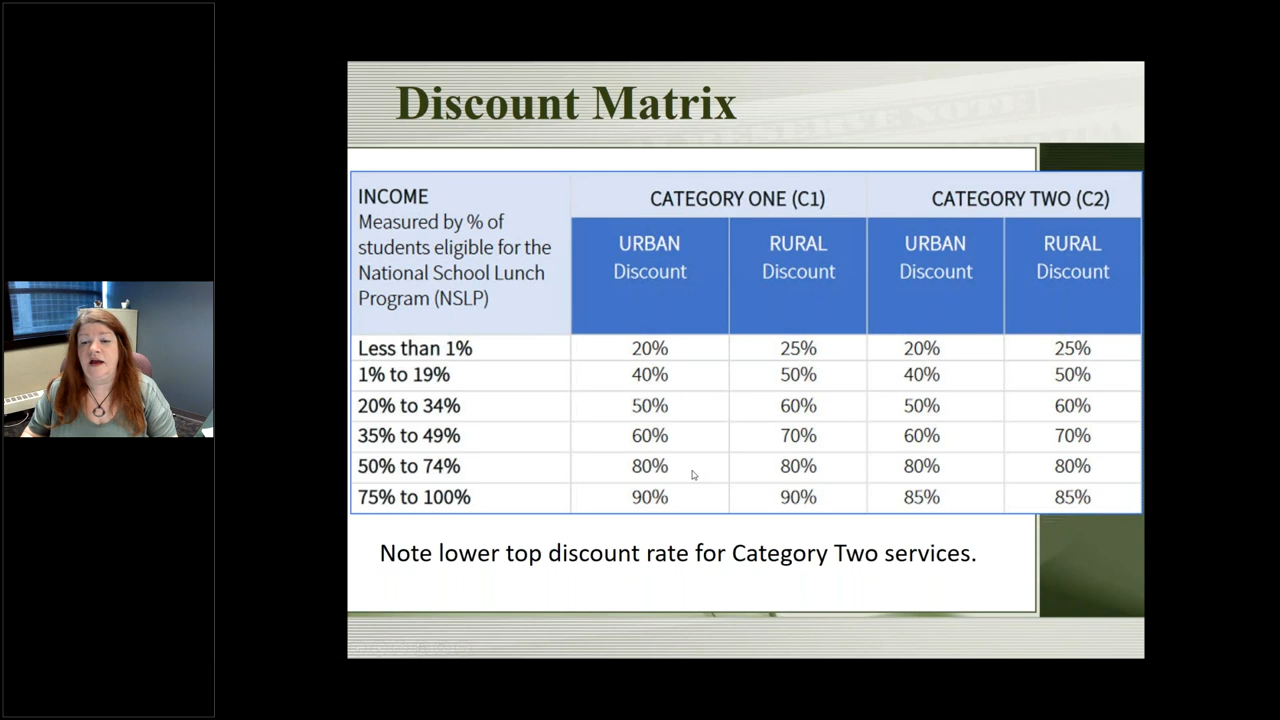 Discount Matrix
INCOME
Measured by % of
students eligible for the
National School Lunch
Program (NSLP)
CATEGORY ONE (C1)
CATEGORY TWO (C2)
URBAN
Discount
RURAL
Discount
URBAN
Discount
RURAL
Discount
Less than 1% 20% 25% 20% 25%
1% to 19% 40% 50% 40% 50%
20% to 34% 50% 60% 50% 60%
35% to 49% 60% 70% 60% 70%
50% to 74% 80% 80% 80% 80%
75% to 100% 90% 90% 85% 85%
Note lower top discount rate for Category Two services.